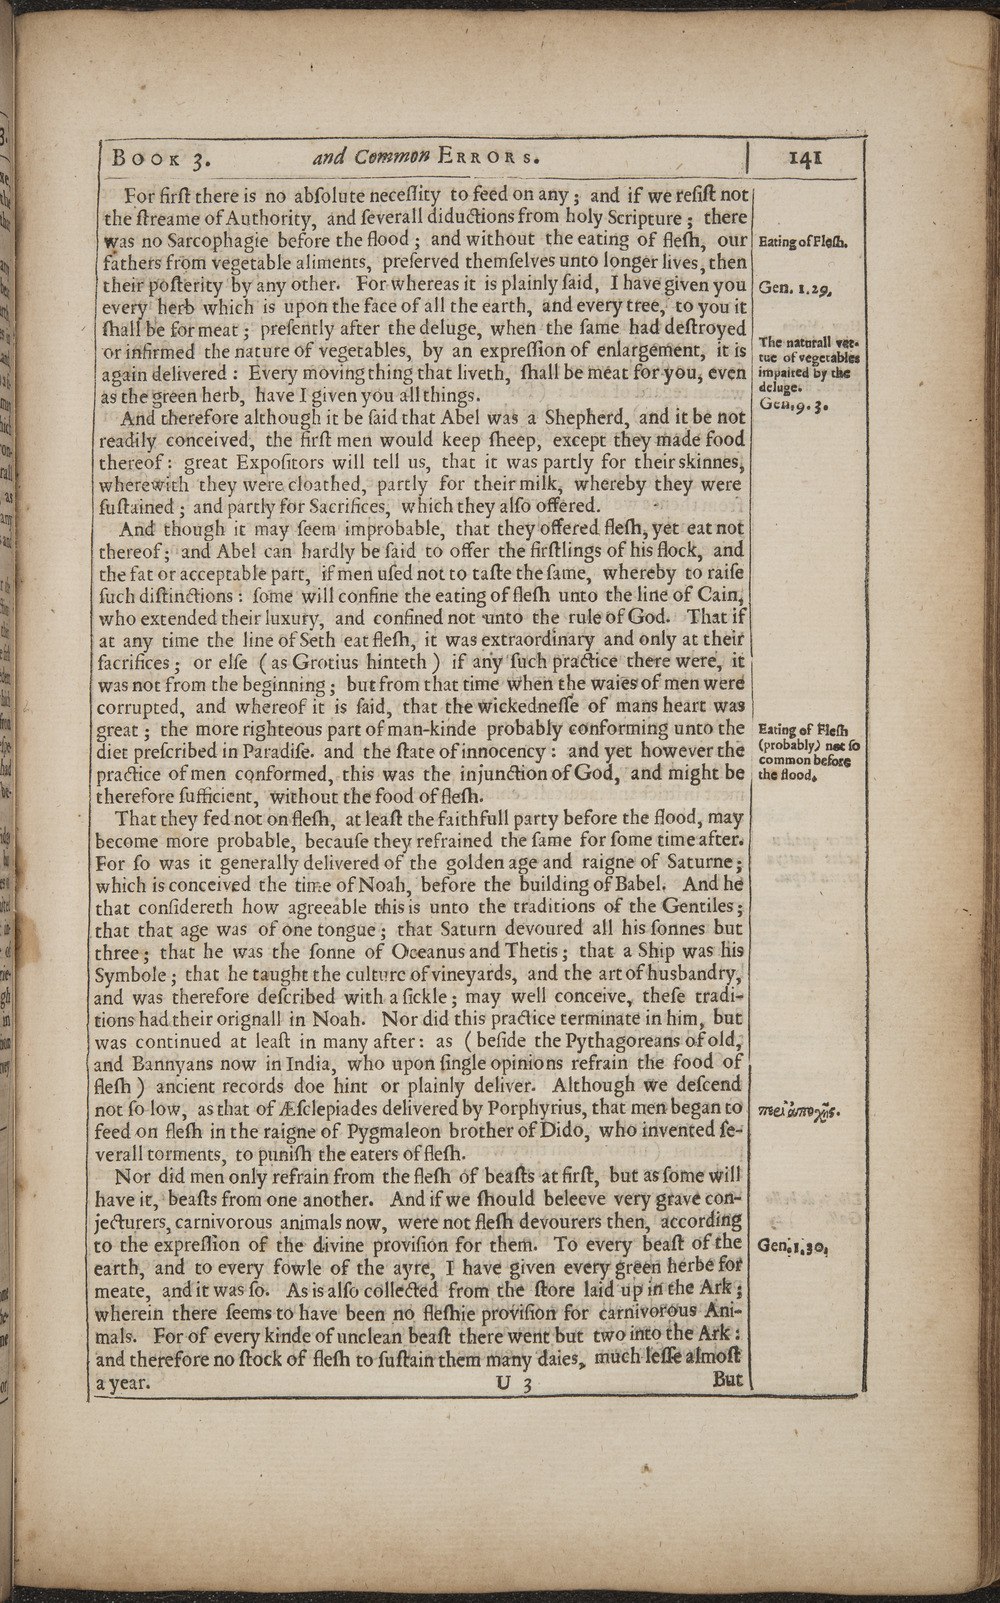 BOOK 3. and Common ERRORS. 141
For firſt there is no abſolute neceſſity to feed on any; and if we reſiſt not
the ſtreame of Authority, and ſeverall diductions from holy Scripture; there
was no Sarcophagie before the flood; and without the eating of fleſh, our
fathers from vegetable aliments, preſerved themſelves unto longer lives, then
their poſterity by any other. For whereas it is plainly ſaid, I have given you
every herb which is upon the face of all the earth, and every tree, to you it
ſhall be for meat; preſently after the deluge, when the ſame had deſtroyed
or infirmed the nature of vegetables, by an expreſſion of enlargement, it is
again delivered: Every moving thing that liveth, ſhall be meat for you, even
as the green herb, have I given you all things.
And therefore although it be ſaid that Abel was a Shepherd, and it be not
readily conceived, the firſt men would keep ſheep, except they made food
thereof: great Expoſitors will tell us, that it was partly for their skinnes,
wherewith they were cloathed, partly for their milk, whereby they were
ſuſtained; and partly for Sacrifices, which they alſo offered.
And though it may ſeem improbable, that they offered fleſh, yet eat not
thereof; and Abel can hardly be ſaid to offer the firſtlings of his flock, and
the fat or acceptable part, if men uſed not to taſte the ſame, whereby to raiſe
ſuch diſtinctions: ſome will confine the eating of fleſh unto the line of Cain,
who extended their luxury, and confined not unto the rule of God. That if
at any time the line of Seth eat fleſh, it was extraordinary and only at their
ſacrifices; or elſe (as Grotius hinteth) if any ſuch practice there were, it
was not from the beginning; but from that time when the waies of men were
corrupted, and whereof it is ſaid, that the wickedneſſe of mans heart was
great; the more righteous part of man-kinde probably conforming unto the
diet preſcribed in Paradiſe. and the ſtate of innocency: and yet however the
practice of men conformed, this was the injunction of God, and might be
therefore ſufficient, without the food of fleſh.
That they fed not on fleſh, at leaſt the faithfull party before the flood, may
become more probable, becauſe they refrained the ſame for ſome time after.
For ſo was it generally delivered of the golden age and raigne of Saturne;
which is conceived the time of Noah, before the building of Babel. And he
that conſidereth how agreeable this is unto the traditions of the Gentiles;
that that age was of one tongue; that Saturn devoured all his ſonnes but
three; that he was the ſonne of Oceanus and Thetis; that a Ship was his
Symbole; that he taught the culture of vineyards, and the art of husbandry,
and was therefore deſcribed with a ſickle; may well conceive, theſe tradi-
tions had their orignall in Noah. Nor did this practice terminate in him, but
was continued at leaſt in many after: as (beſide the Pythagoreans of old,
and Bannyans now in India, who upon ſingle opinions refrain the food of
fleſh) ancient records doe hint or plainly deliver. Although we deſcend
not ſo low, as that of Æſclepiades delivered by Porphyrius, that men began to
feed on fleſh in the raigne of Pygmaleon brother of Dido, who invented ſe-
verall torments, to puniſh the eaters of fleſh.
Nor did men only refrain from the fleſh of beaſts at firſt, but as ſome will
have it, beaſts from one another. And if we ſhould beleeve very grave con-
jecturers, carnivorous animals now, were not fleſh devourers then, according
to the expreſſion of the divine proviſion for them. To every beaſt of the
earth, and to every fowle of the ayre, I have given every green herbe for
meate, and it was ſo. As is alſo collected from the ſtore laid up in the Ark;
wherein there ſeems to have been no fleſhie proviſion for carnivorous Ani-
mals. For of every kinde of unclean beaſt there went but two into the Ark:
and therefore no ſtock of fleſh to ſuſtain them many daies, much leſſe almoſt
a year.
U 3 But
Eating of Fleſh.
Gen. 1.29.
The naturall ver-
tue of vegetables
impaired by the
deluge.
Gen. 9. 3.
Eating of Fleſh
(probably) not ſo
common before
the flood.
περὶ ἀποχῆς.
Gen. 1.30.